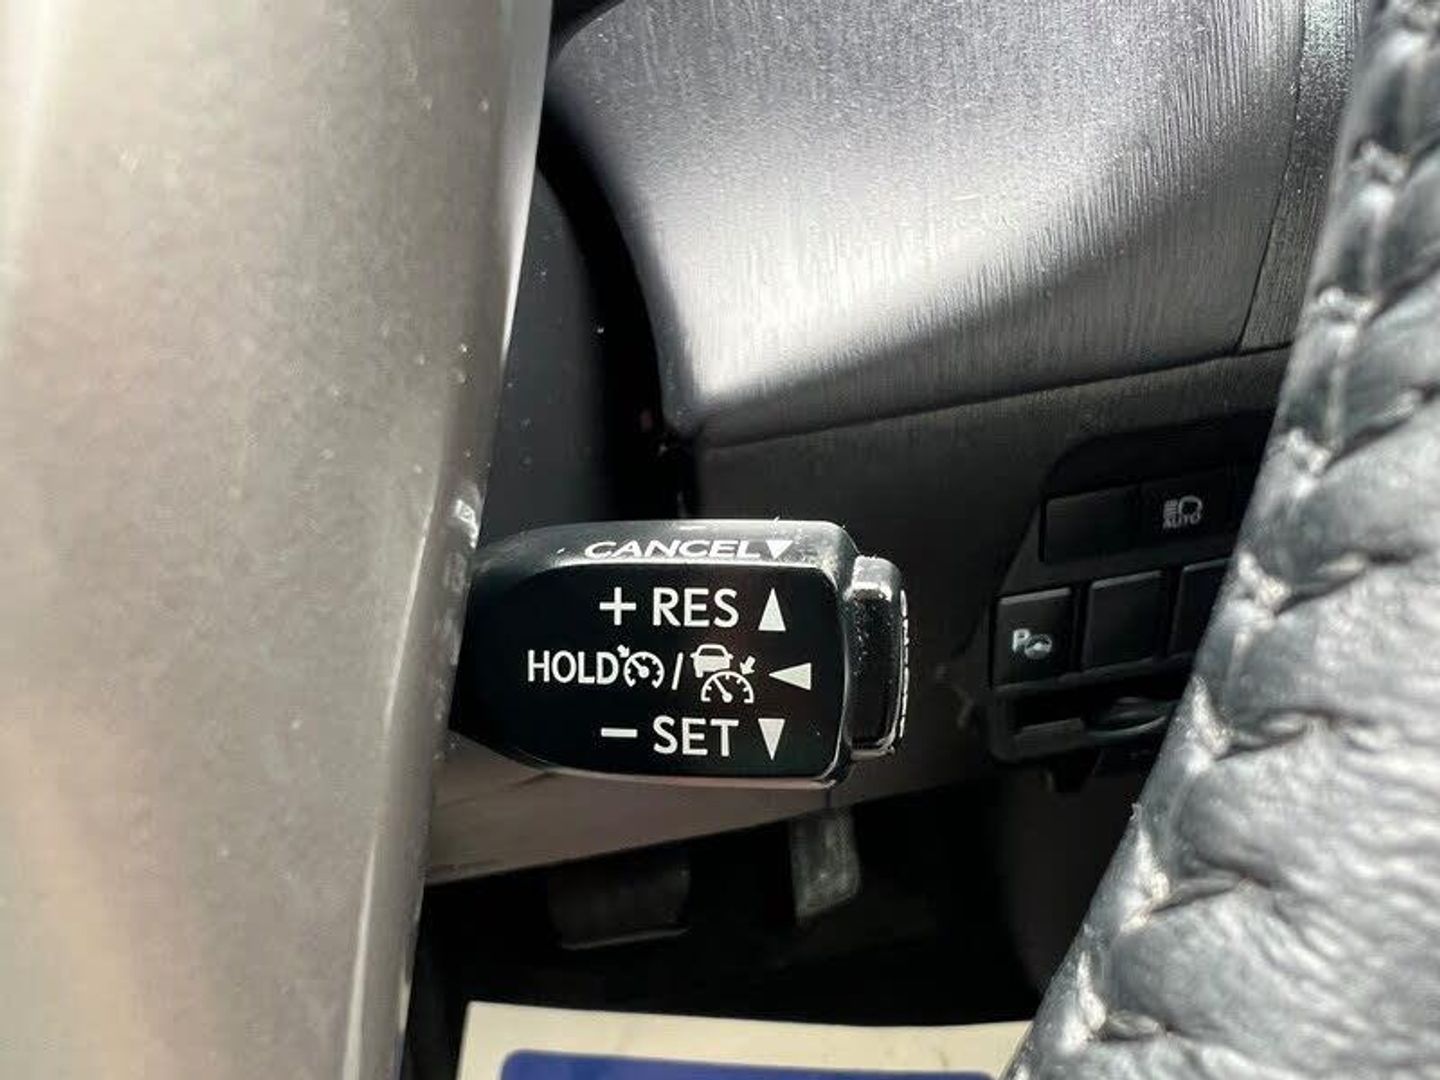 CANCEL▼
+ RES ▲
HOLD / ◀
− SET ▼
AUTO
P